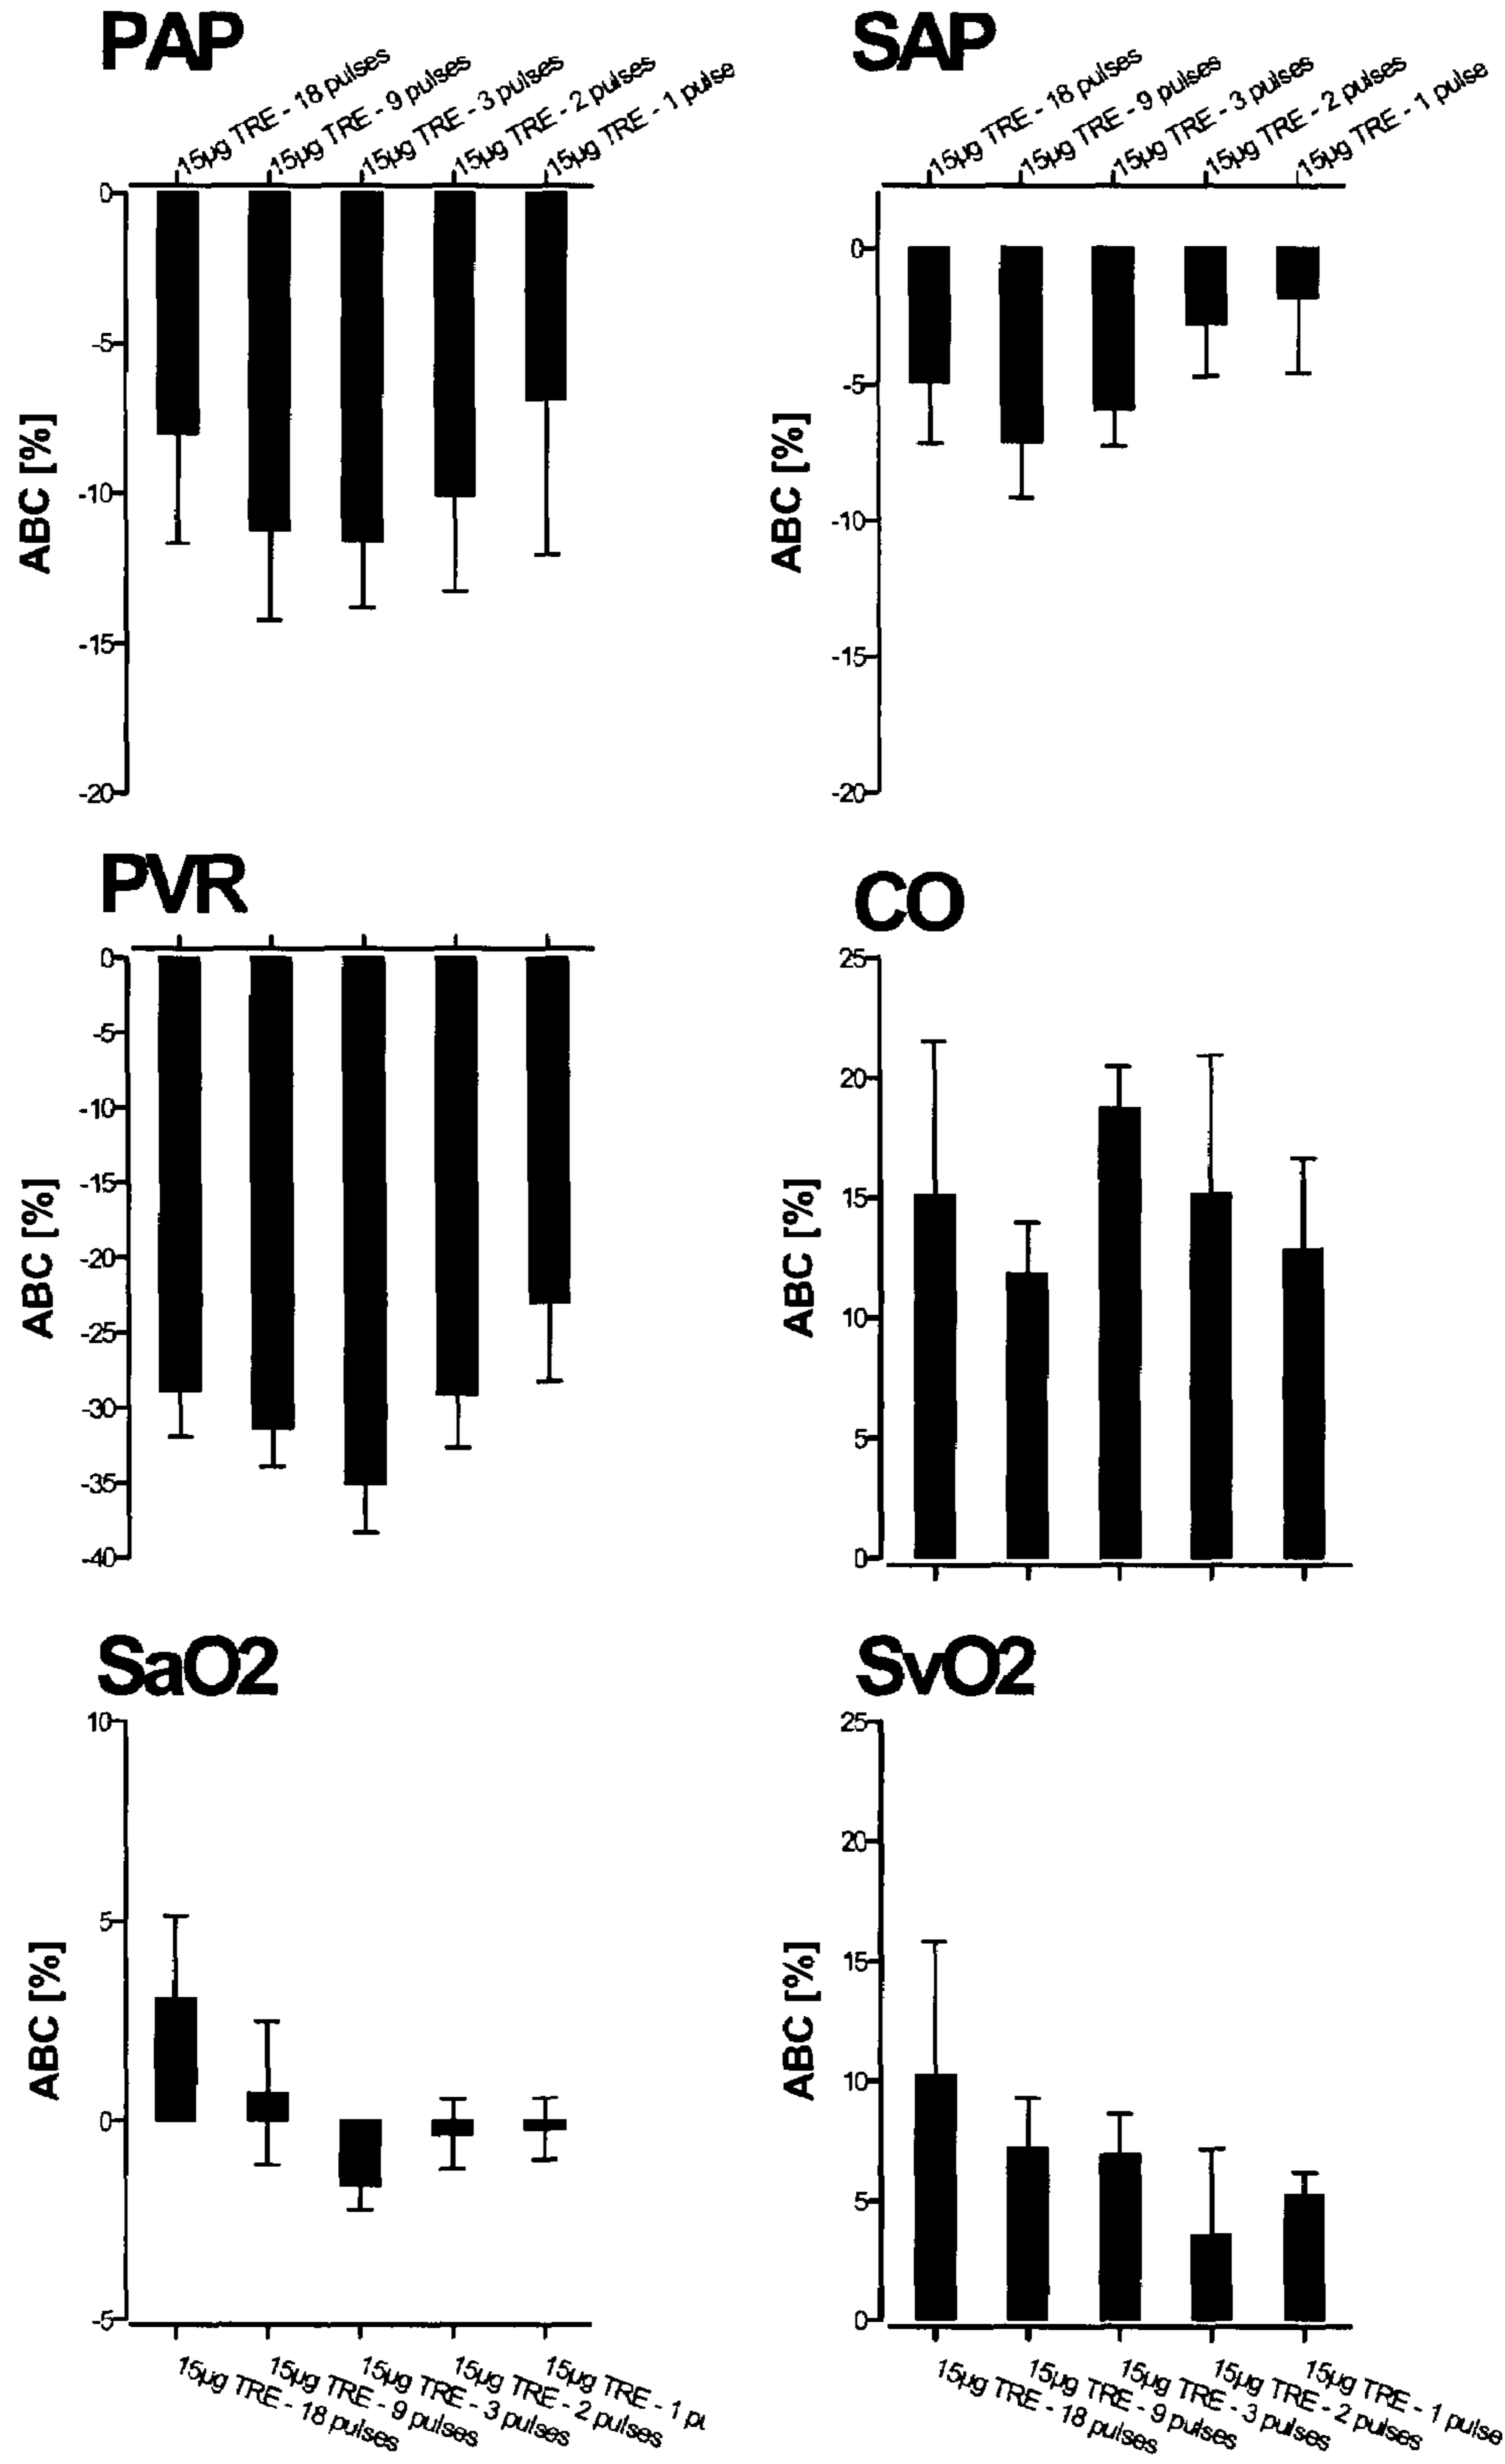 PAP
15µg TRE - 18 pulses
15µg TRE - 9 pulses
15µg TRE - 3 pulses
15µg TRE - 2 pulses
15µg TRE - 1 pulse
0
-5
-10
-15
-20
ABC [%]
SAP
15µg TRE - 18 pulses
15µg TRE - 9 pulses
15µg TRE - 3 pulses
15µg TRE - 2 pulses
15µg TRE - 1 pulse
0
-5
-10
-15
-20
ABC [%]
PVR
0
-5
-10
-15
-20
-25
-30
-35
-40
ABC [%]
CO
25
20
15
10
5
0
ABC [%]
SaO2
10
5
0
-5
ABC [%]
15µg TRE - 18 pulses
15µg TRE - 9 pulses
15µg TRE - 3 pulses
15µg TRE - 2 pulses
15µg TRE - 1 pu
SvO2
25
20
15
10
5
0
ABC [%]
15µg TRE - 18 pulses
15µg TRE - 9 pulses
15µg TRE - 3 pulses
15µg TRE - 2 pulses
15µg TRE - 1 pulse